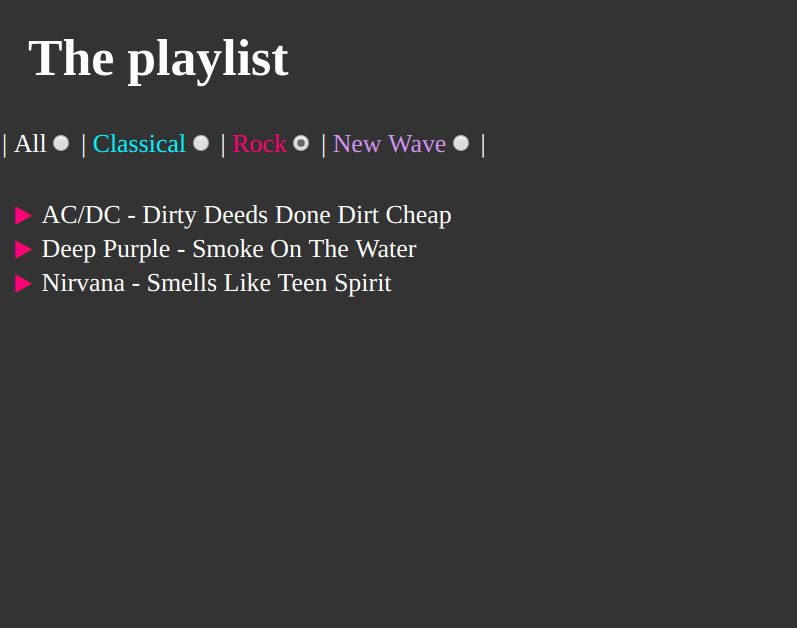 The playlist
| All | Classical | Rock | New Wave |
AC/DC - Dirty Deeds Done Dirt Cheap
Deep Purple - Smoke On The Water
Nirvana - Smells Like Teen Spirit